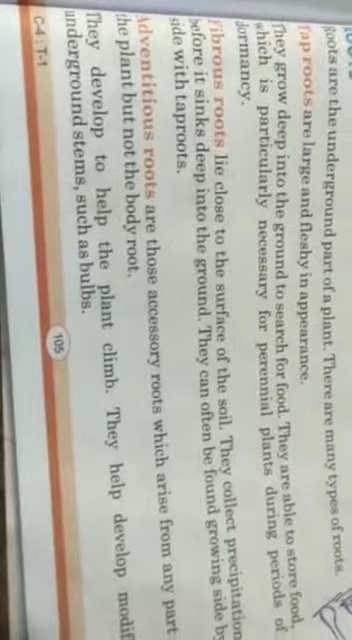 Roots are the underground part of a plant. There are many types of roots.
Tap roots are large and fleshy in appearance.
They grow deep into the ground to search for food. They are able to store food,
which is particularly necessary for perennial plants during periods of
dormancy.
Fibrous roots lie close to the surface of the soil. They collect precipitation
before it sinks deep into the ground. They can often be found growing side by
side with taproots.
Adventitious roots are those accessory roots which arise from any part
the plant but not the body root.
They develop to help the plant climb. They help develop modif
underground stems, such as bulbs.
C-4 : T-1
105